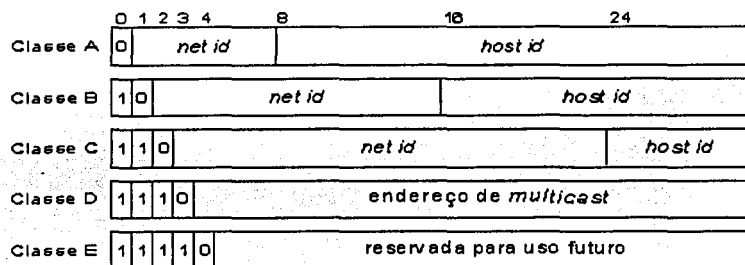 0 1 2 3 4 8 16 24
Classe A 0 net id host id
Classe B 1 0 net id host id
Classe C 1 1 0 net id host id
Classe D 1 1 1 0 endereço de multicast
Classe E 1 1 1 1 0 reservada para uso futuro